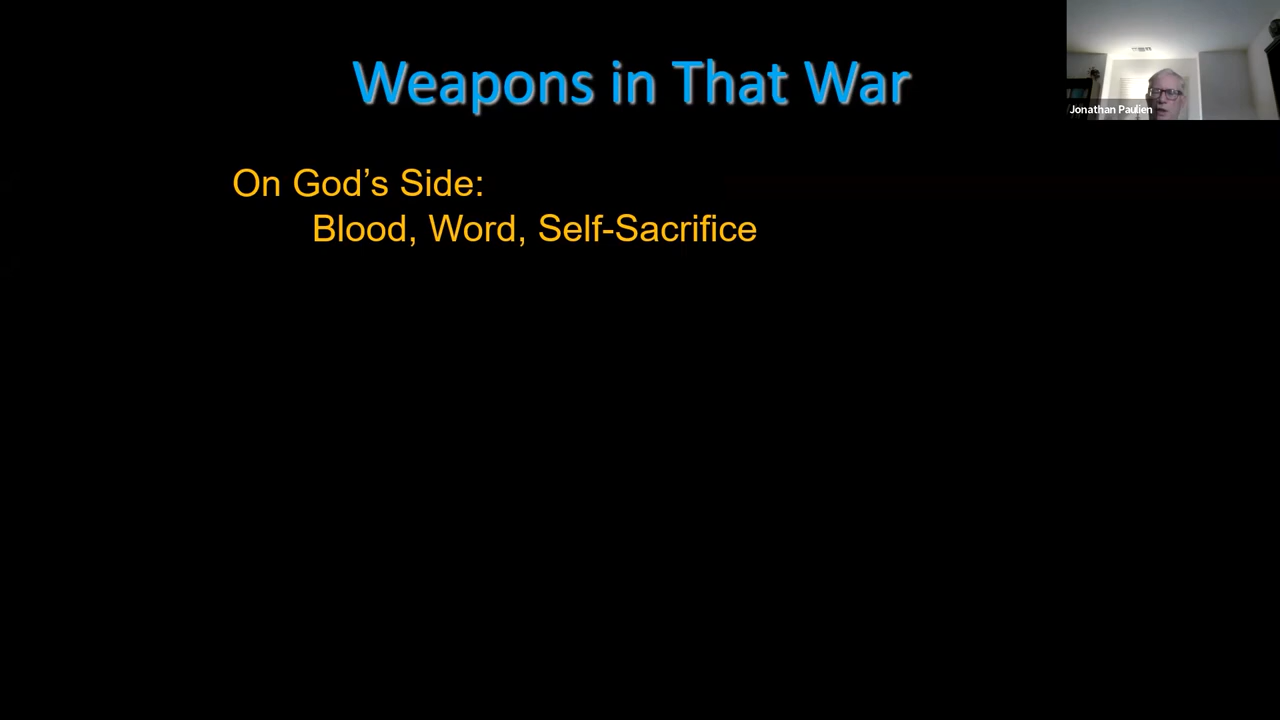 Weapons in That War
Jonathan Paulien
On God’s Side:
Blood, Word, Self-Sacrifice